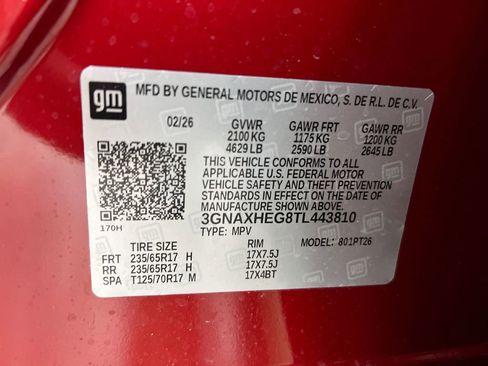 gm
MFD BY GENERAL MOTORS DE MEXICO, S. DE R.L. DE C.V.
02/26 GVWR GAWR FRT GAWR RR
2100 KG 1175 KG 1200 KG
4629 LB 2590 LB 2645 LB
THIS VEHICLE CONFORMS TO ALL
APPLICABLE U.S. FEDERAL MOTOR
VEHICLE SAFETY AND THEFT PREVENTION
STANDARDS IN EFFECT ON THE DATE OF
MANUFACTURE SHOWN ABOVE.
3GNAXHEG8TL443810
170H
TYPE: MPV MODEL: 801PT26
TIRE SIZE RIM
FRT 235/65R17 H 17X7.5J
RR 235/65R17 H 17X7.5J
SPA T125/70R17 M 17X4BT